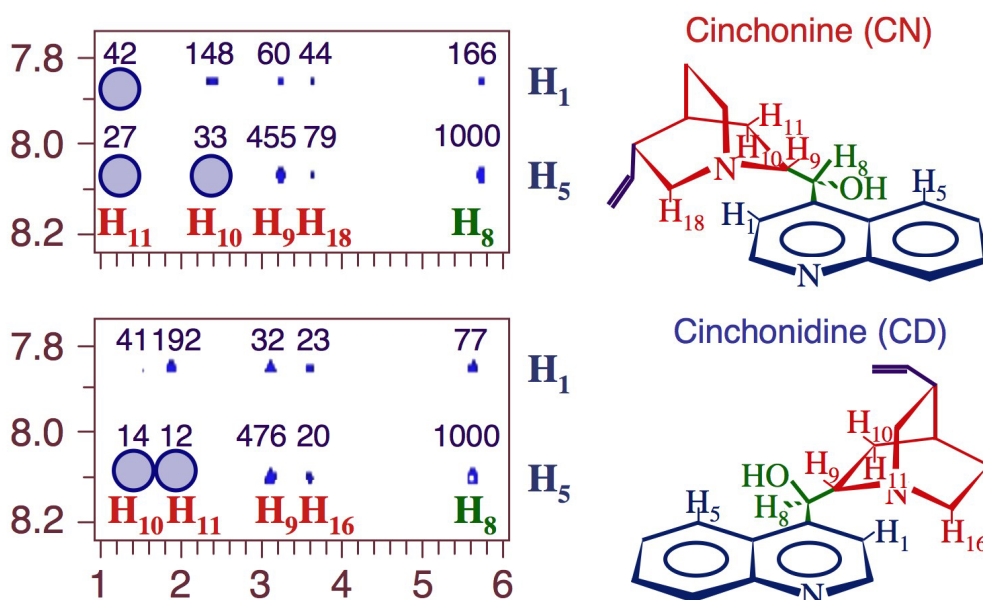 Cinchonine (CN)
7.8
42 148 60 44 166
H1
8.0
27 33 455 79 1000
H5
8.2
H11 H10 H9 H18 H8
H11
H10 H9 H8
N
OH
H18 H1 H5
N
Cinchonidine (CD)
7.8
41 192 32 23 77
H1
8.0
14 12 476 20 1000
H5
8.2
H10 H11 H9 H16 H8
1 2 3 4 5 6
H10
H9 H11
HO N
H8
H5 H1 H16
N